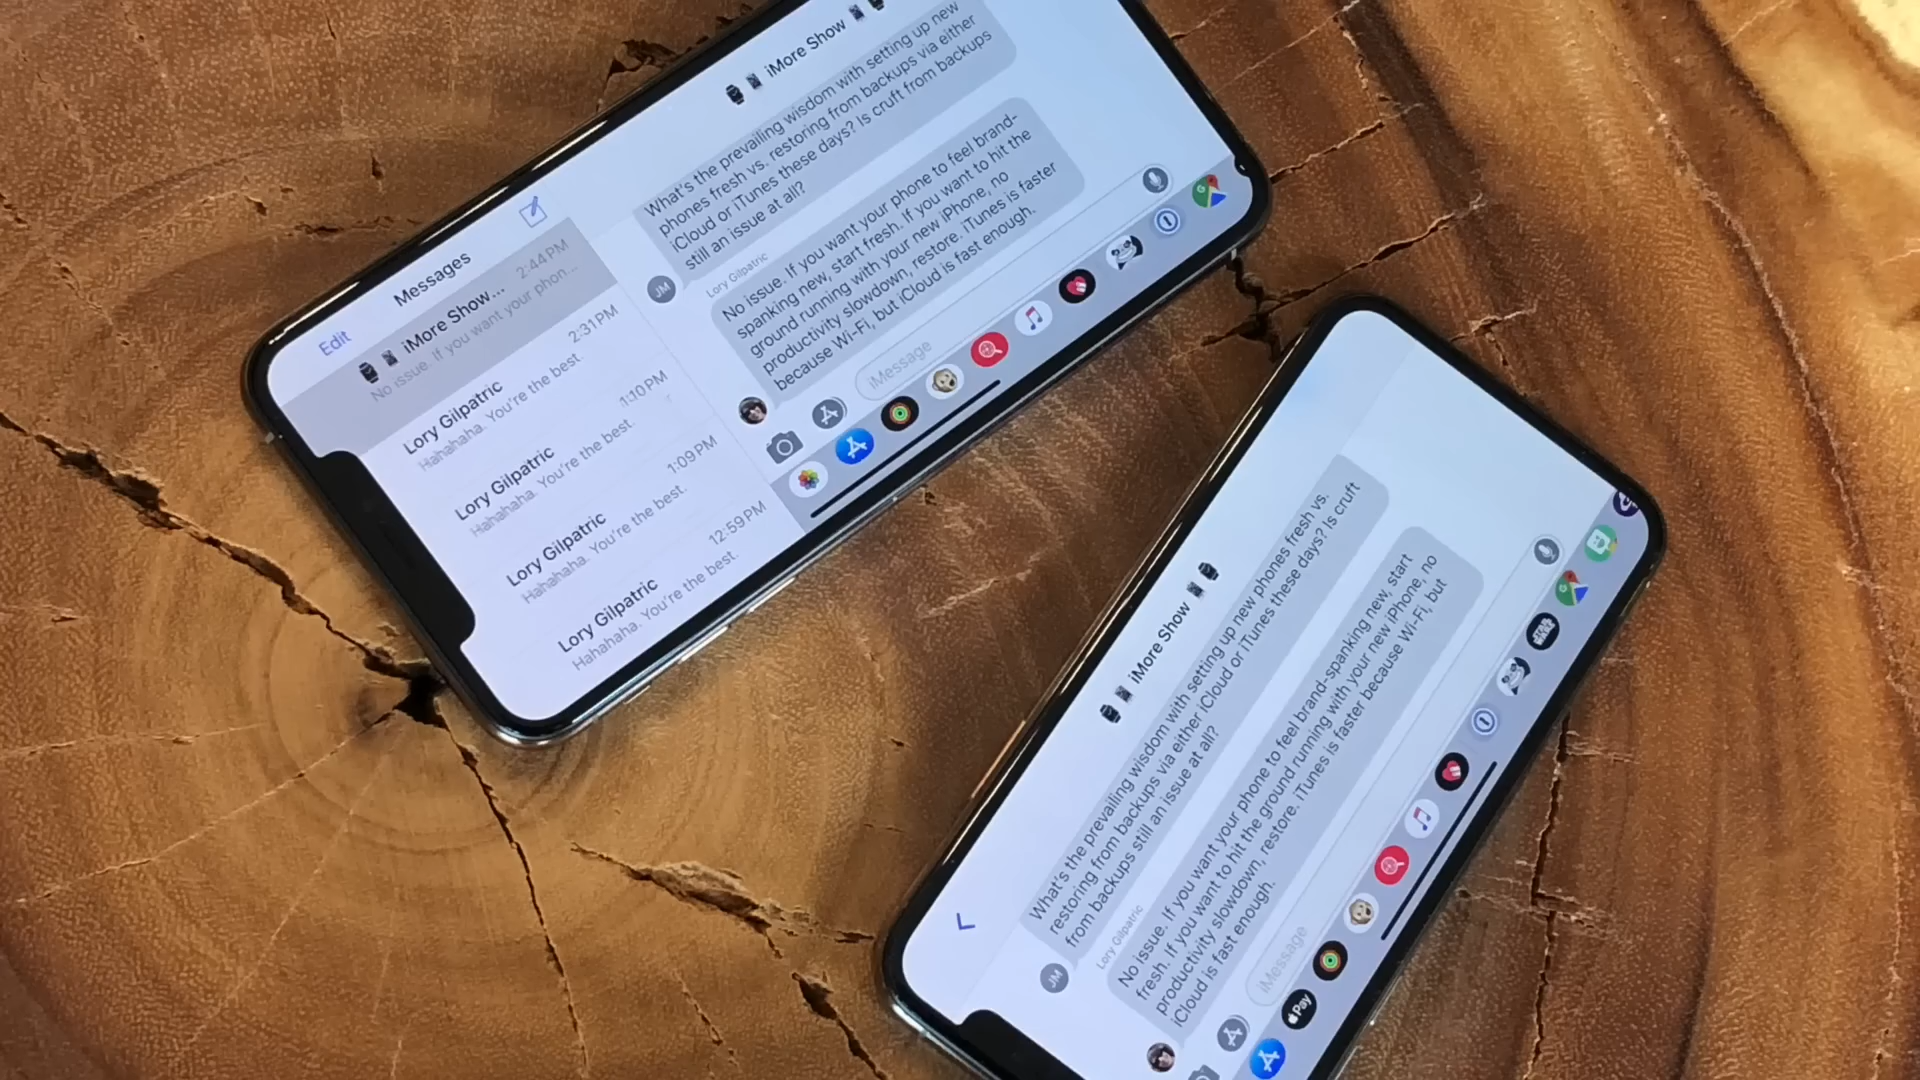 Edit
Messages
iMore Show...
2:44 PM
No issue. If you want your phon...
Lory Gilpatric
2:31 PM
Hahaha. You're the best.
Lory Gilpatric
1:10 PM
Hahahaha. You're the best.
Lory Gilpatric
1:09 PM
Hahahaha. You're the best.
Lory Gilpatric
12:59 PM
Hahaha. You're the best.
iMore Show
What's the prevailing wisdom with setting up new
phones fresh vs. restoring from backups via either
iCloud or iTunes these days? Is cruft from backups
still an issue at all?
JM
Lory Gilpatric
No issue. If you want your phone to feel brand-
spanking new, start fresh. If you want to hit the
ground running with your new iPhone, no
productivity slowdown, restore. iTunes is faster
because Wi-Fi, but iCloud is fast enough.
iMessage
iMore Show
What's the prevailing wisdom with setting up new phones fresh vs.
restoring from backups via either iCloud or iTunes these days? Is cruft
from backups still an issue at all?
JM
Lory Gilpatric
No issue. If you want your phone to feel brand-spanking new, start
fresh. If you want to hit the ground running with your new iPhone, no
productivity slowdown, restore. iTunes is faster because Wi-Fi, but
iCloud is fast enough.
iMessage
Pay
STAR
WARS